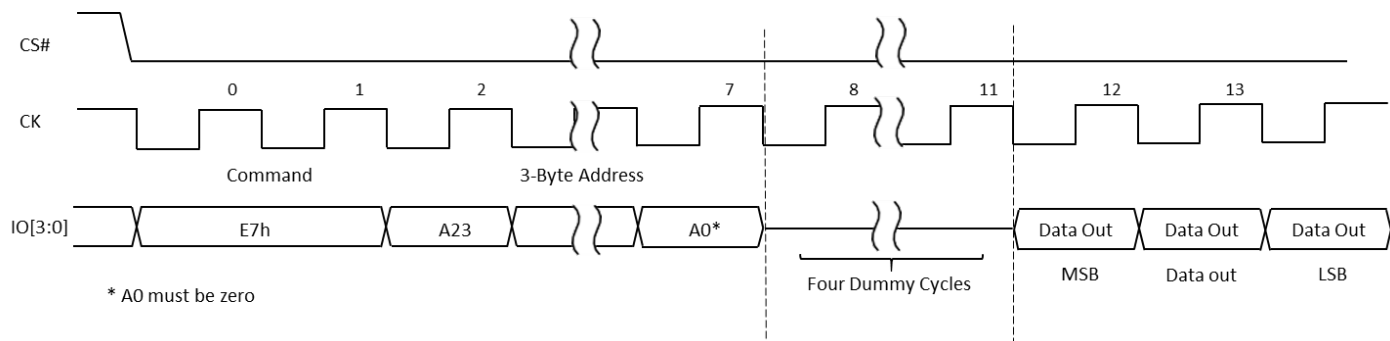 CS#
0 1 2 7 8 11 12 13
CK
Command 3-Byte Address
IO[3:0] E7h A23 A0* Data Out Data Out Data Out
Four Dummy Cycles MSB Data out LSB
* A0 must be zero